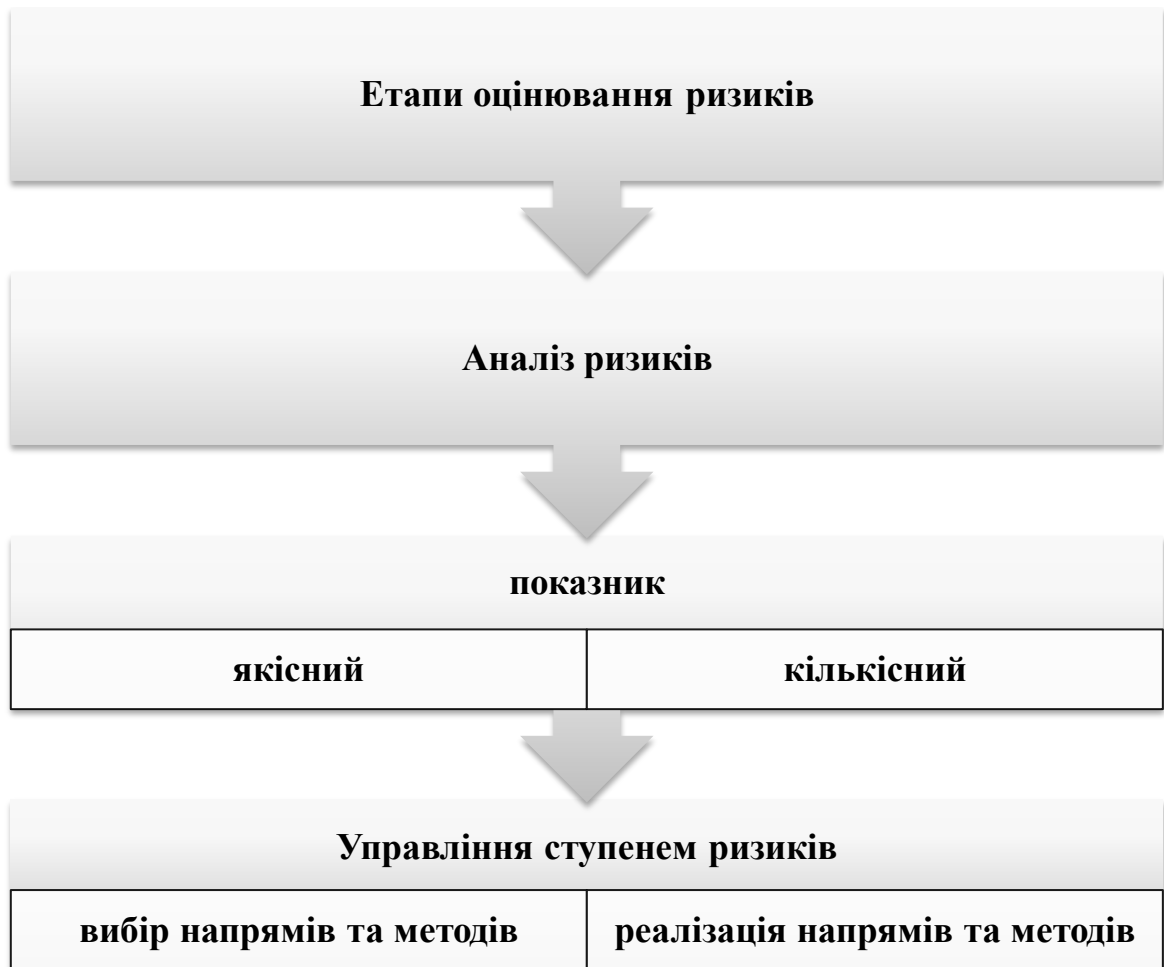 Етапи оцінювання ризиків
Аналіз ризиків
показник
якісний
кількісний
Управління ступенем ризиків
вибір напрямів та методів
реалізація напрямів та методів